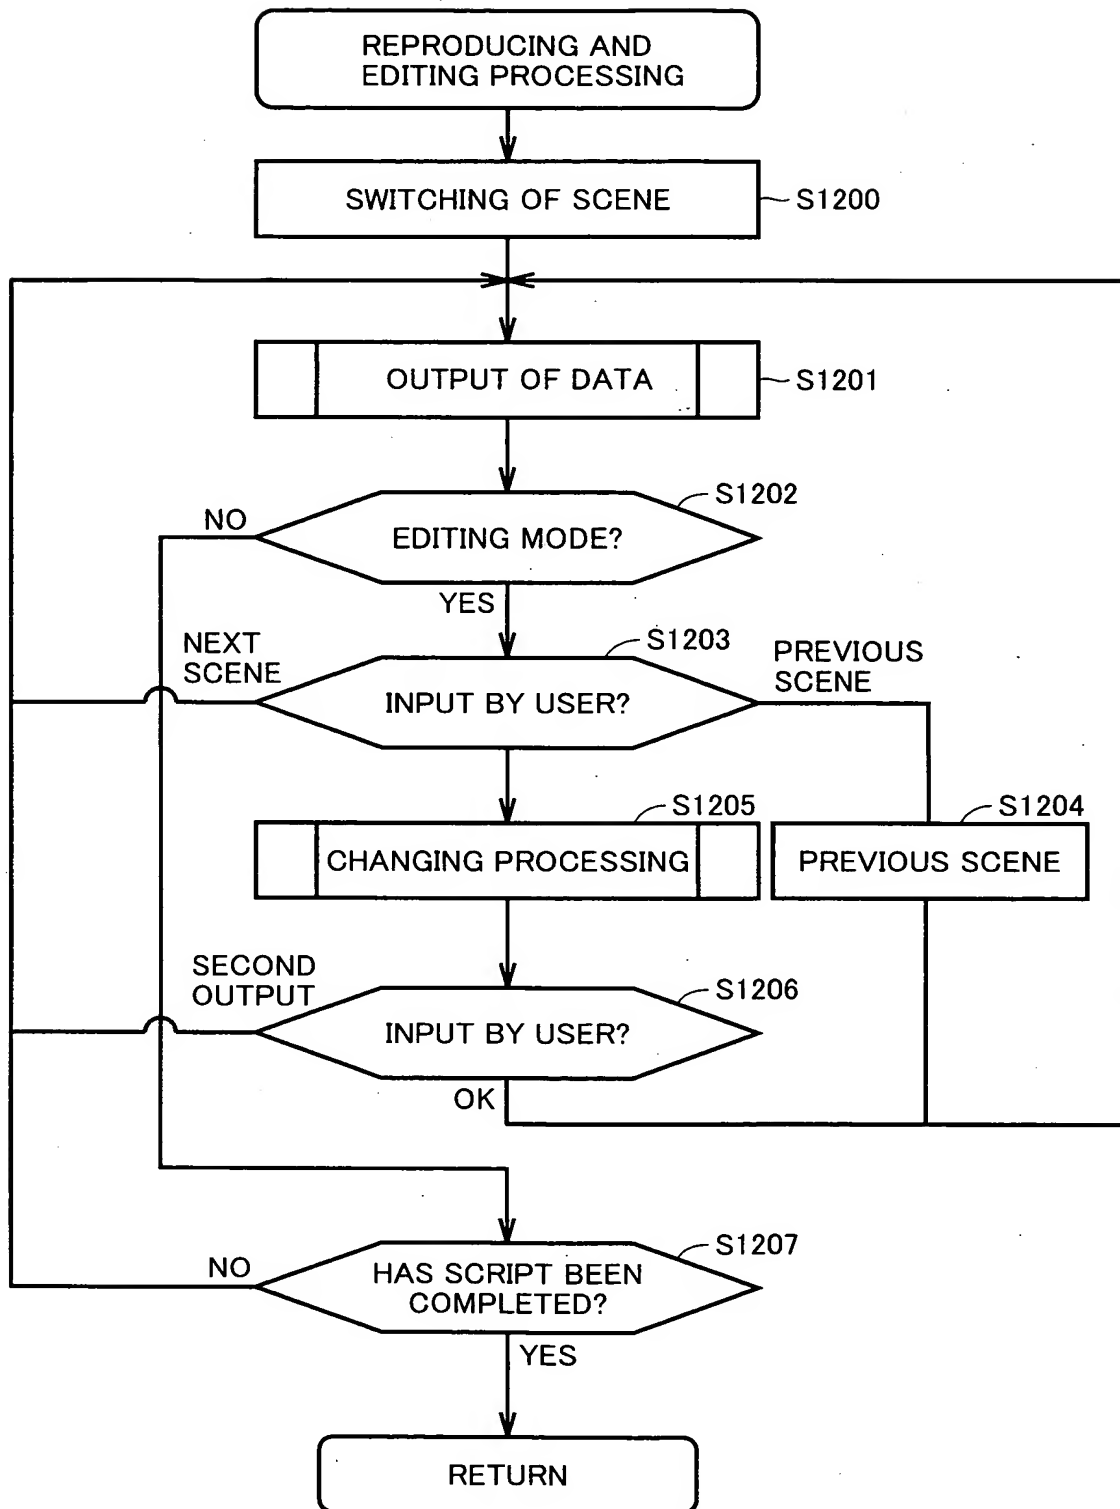 REPRODUCING AND
EDITING PROCESSING
SWITCHING OF SCENE
S1200
OUTPUT OF DATA
S1201
S1202
NO
EDITING MODE?
YES
NEXT
SCENE
S1203
PREVIOUS
SCENE
INPUT BY USER?
S1205
S1204
CHANGING PROCESSING
PREVIOUS SCENE
SECOND
OUTPUT
S1206
INPUT BY USER?
OK
S1207
NO
HAS SCRIPT BEEN
COMPLETED?
YES
RETURN